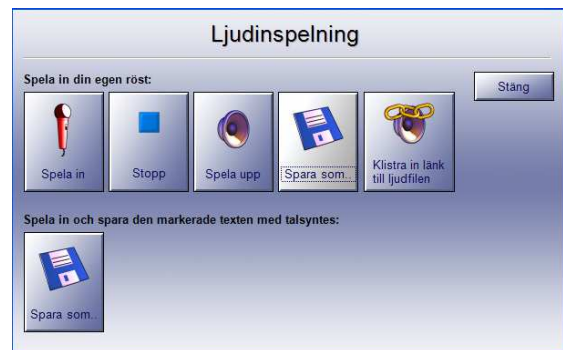 Ljudinspelning
Spela in din egen röst:
Stäng
Spela in
Stopp
Spela upp
Spara som..
Klistra in länk
till ljudfilen
Spela in och spara den markerade texten med talsyntes:
Spara som..